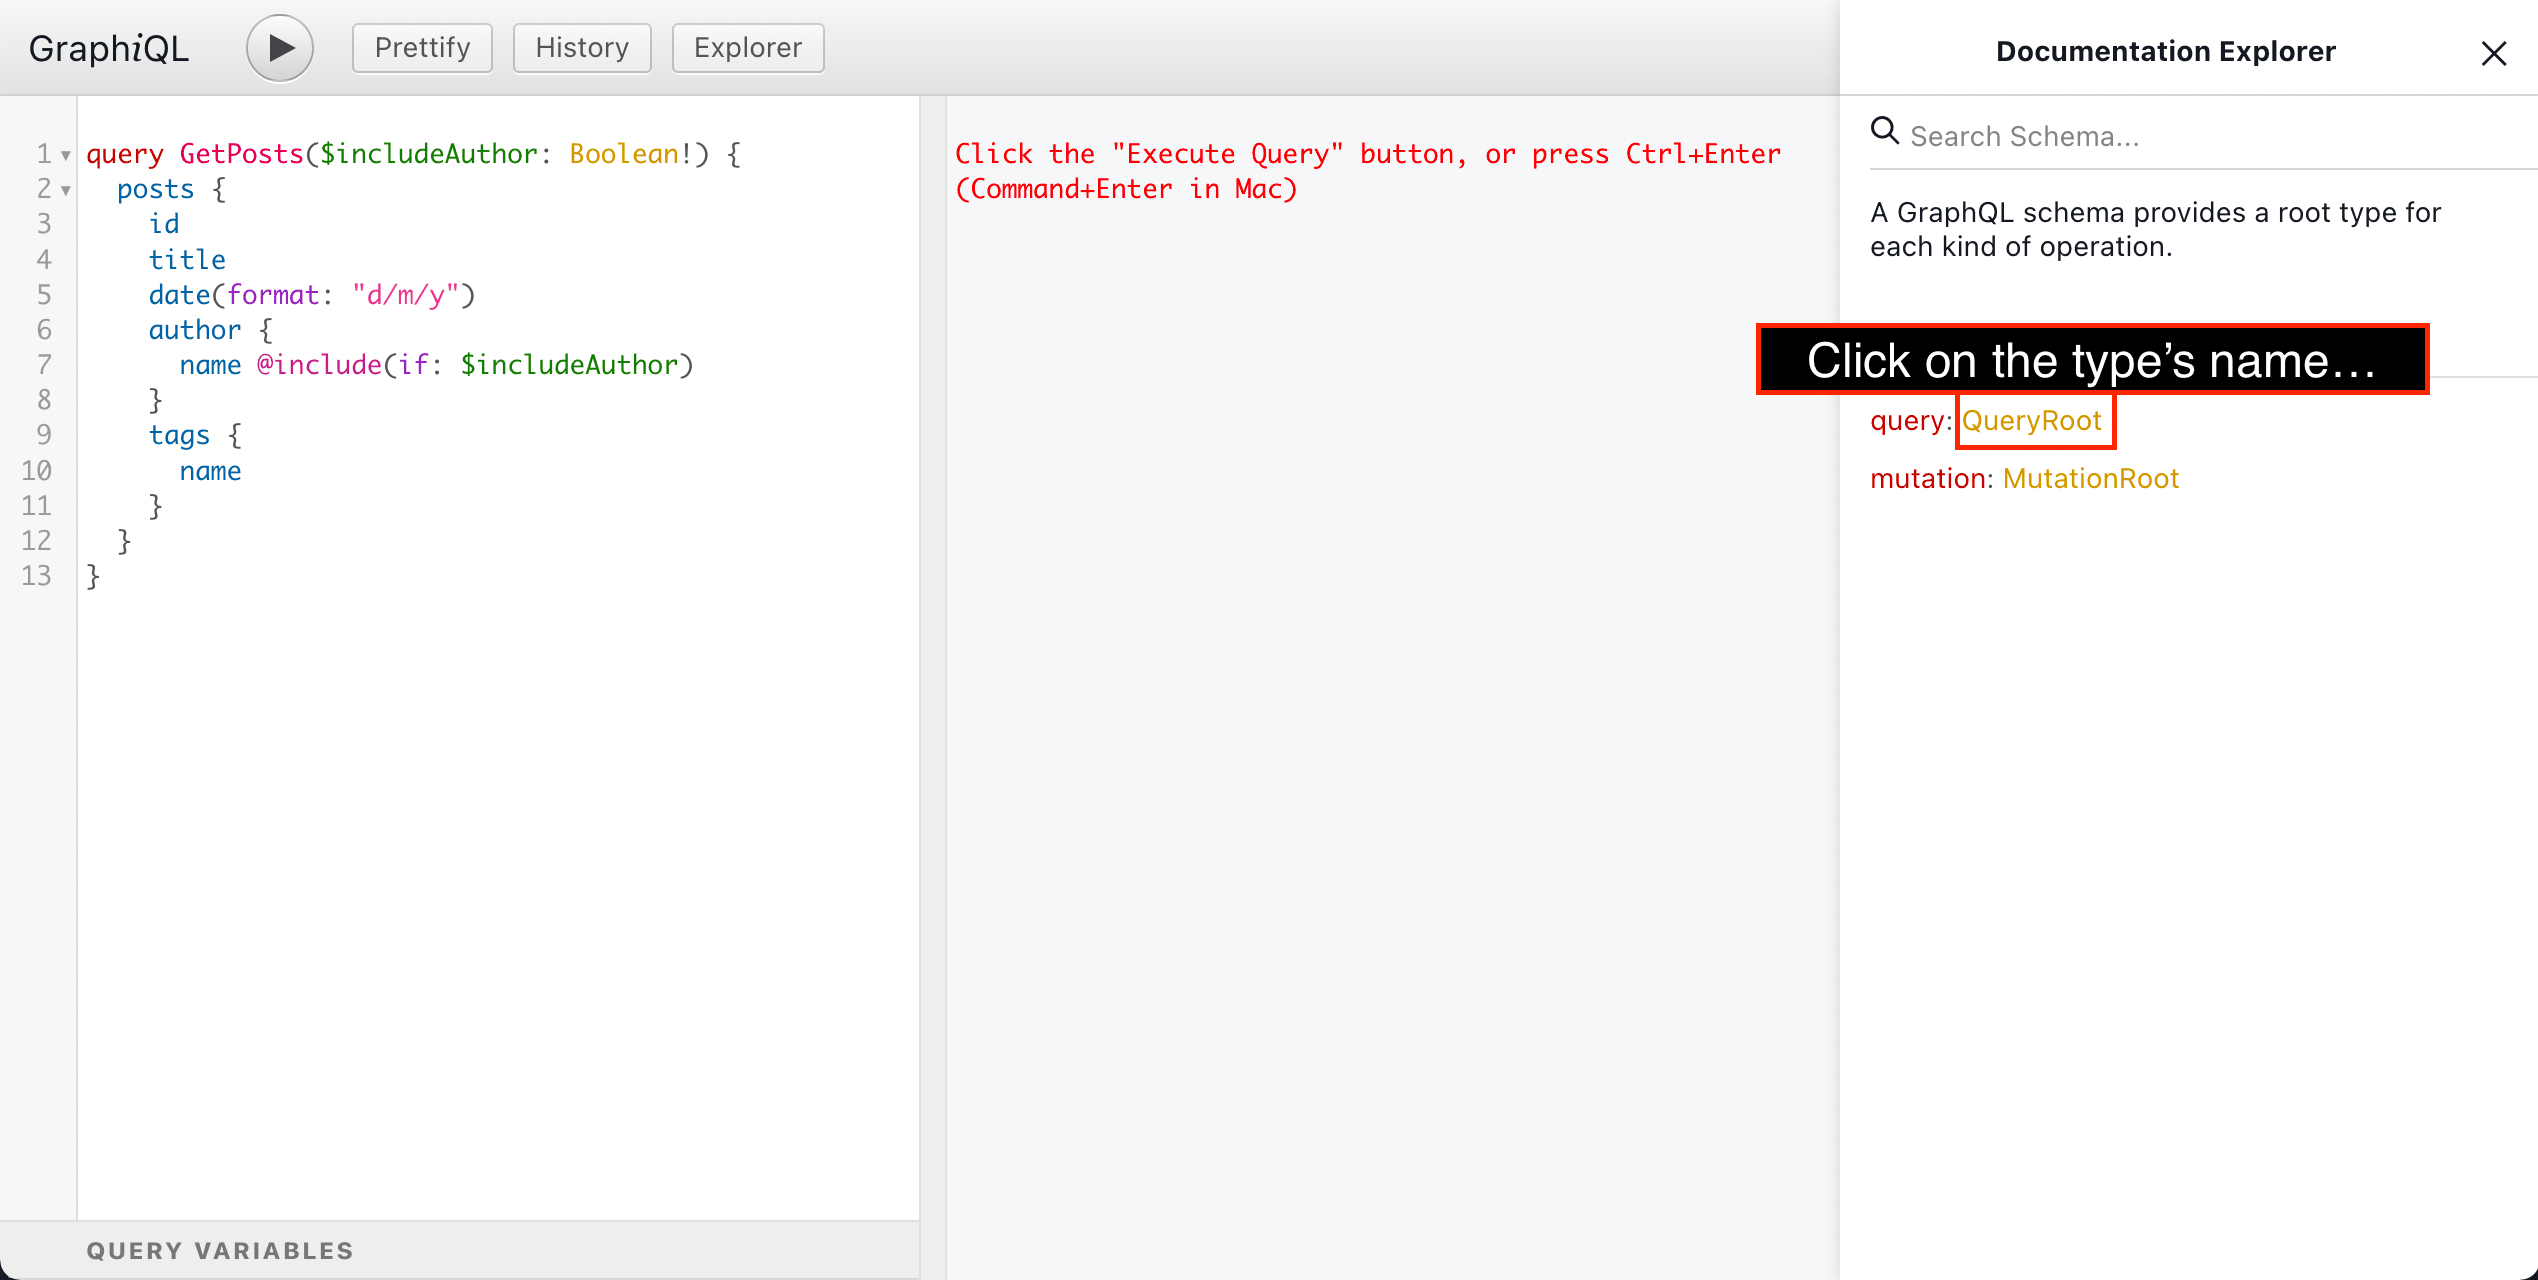 GraphiQL
Prettify
History
Explorer
1 query GetPosts($includeAuthor: Boolean!) {
2 posts {
3 id
4 title
5 date(format: "d/m/y")
6 author {
7 name @include(if: $includeAuthor)
8 }
9 tags {
10 name
11 }
12 }
13 }
QUERY VARIABLES
Click the "Execute Query" button, or press Ctrl+Enter
(Command+Enter in Mac)
Documentation Explorer
Search Schema...
A GraphQL schema provides a root type for
each kind of operation.
Click on the type’s name…
query: QueryRoot
mutation: MutationRoot